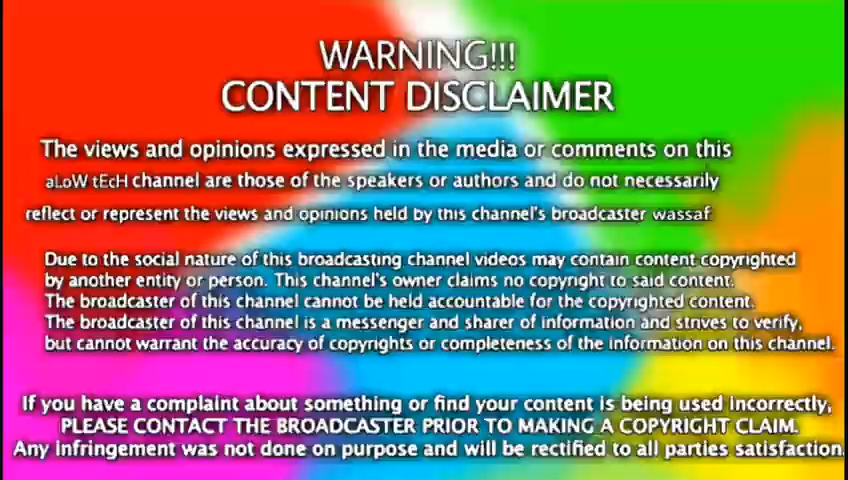 WARNING!!!
CONTENT DISCLAIMER
The views and opinions expressed in the media or comments on this
aLoW tEcH channel are those of the speakers or authors and do not necessarily
reflect or represent the views and opinions held by this channel's broadcaster wassaf.
Due to the social nature of this broadcasting channel videos may contain content copyrighted
by another entity or person. This channel's owner claims no copyright to said content.
The broadcaster of this channel cannot be held accountable for the copyrighted content.
The broadcaster of this channel is a messenger and sharer of information and strives to verify,
but cannot warrant the accuracy of copyrights or completeness of the information on this channel.
If you have a complaint about something or find your content is being used incorrectly,
PLEASE CONTACT THE BROADCASTER PRIOR TO MAKING A COPYRIGHT CLAIM.
Any infringement was not done on purpose and will be rectified to all parties satisfaction.